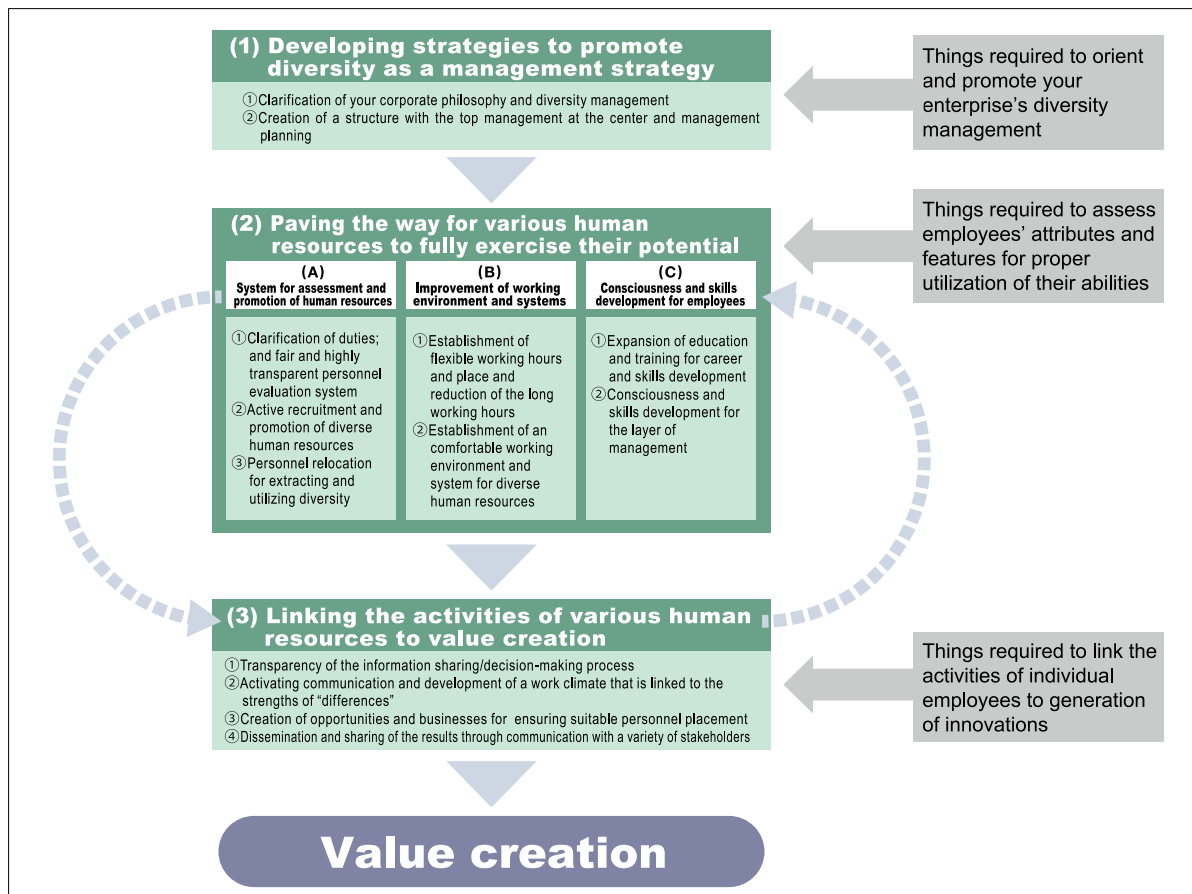 (1) Developing strategies to promote
diversity as a management strategy
①Clarification of your corporate philosophy and diversity management
②Creation of a structure with the top management at the center and management
planning
Things required to orient
and promote your
enterprise's diversity
management
(2) Paving the way for various human
resources to fully exercise their potential
Things required to assess
employees' attributes and
features for proper
utilization of their abilities
(A)
System for assessment and
promotion of human resources
①Clarification of duties;
and fair and highly
transparent personnel
evaluation system
②Active recruitment and
promotion of diverse
human resources
③Personnel relocation
for extracting and
utilizing diversity
(B)
Improvement of working
environment and systems
①Establishment of
flexible working hours
and place and
reduction of the long
working hours
②Establishment of an
comfortable working
environment and
system for diverse
human resources
(C)
Consciousness and skills
development for employees
①Expansion of education
and training for career
and skills development
②Consciousness and
skills development for
the layer of
management
(3) Linking the activities of various human
resources to value creation
①Transparency of the information sharing/decision-making process
②Activating communication and development of a work climate that is linked to the
strengths of "differences"
③Creation of opportunities and businesses for ensuring suitable personnel placement
④Dissemination and sharing of the results through communication with a variety of stakeholders
Things required to link the
activities of individual
employees to generation
of innovations
Value creation